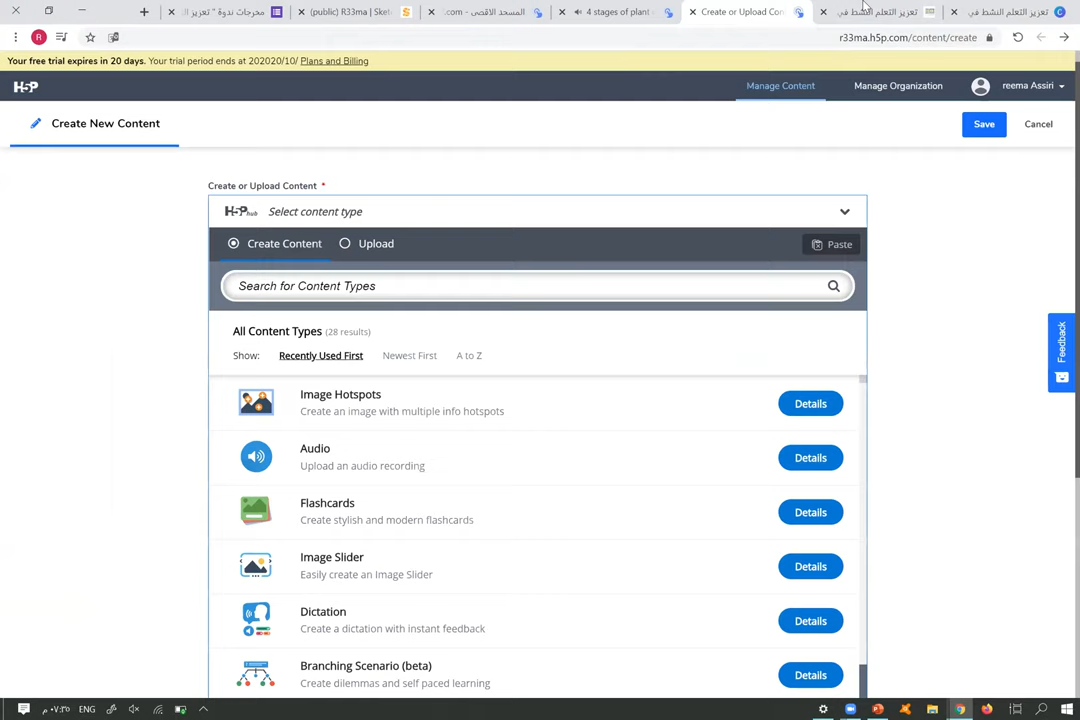 محرجات ندوة " تعزيز ال
(public) R33ma | Sket
المسجد الاقصى - .com
4 stages of plant
Create or Upload Con
تعزيز التعلم النشط في
تعزيز التعلم النشط في
R
r33ma.h5p.com/content/create
Your free trial expires in 20 days. Your trial period ends at 202020/10/ Plans and Billing
H5P
Manage Content
Manage Organization
reema Assiri
Create New Content
Save
Cancel
Create or Upload Content *
H5P hub Select content type
Create Content
Upload
Paste
Search for Content Types
All Content Types (28 results)
Show: Recently Used First Newest First A to Z
Image Hotspots
Create an image with multiple info hotspots
Details
Audio
Upload an audio recording
Details
Flashcards
Create stylish and modern flashcards
Details
Image Slider
Easily create an Image Slider
Details
Dictation
Create a dictation with instant feedback
Details
Branching Scenario (beta)
Create dilemmas and self paced learning
Details
Feedback
ENG